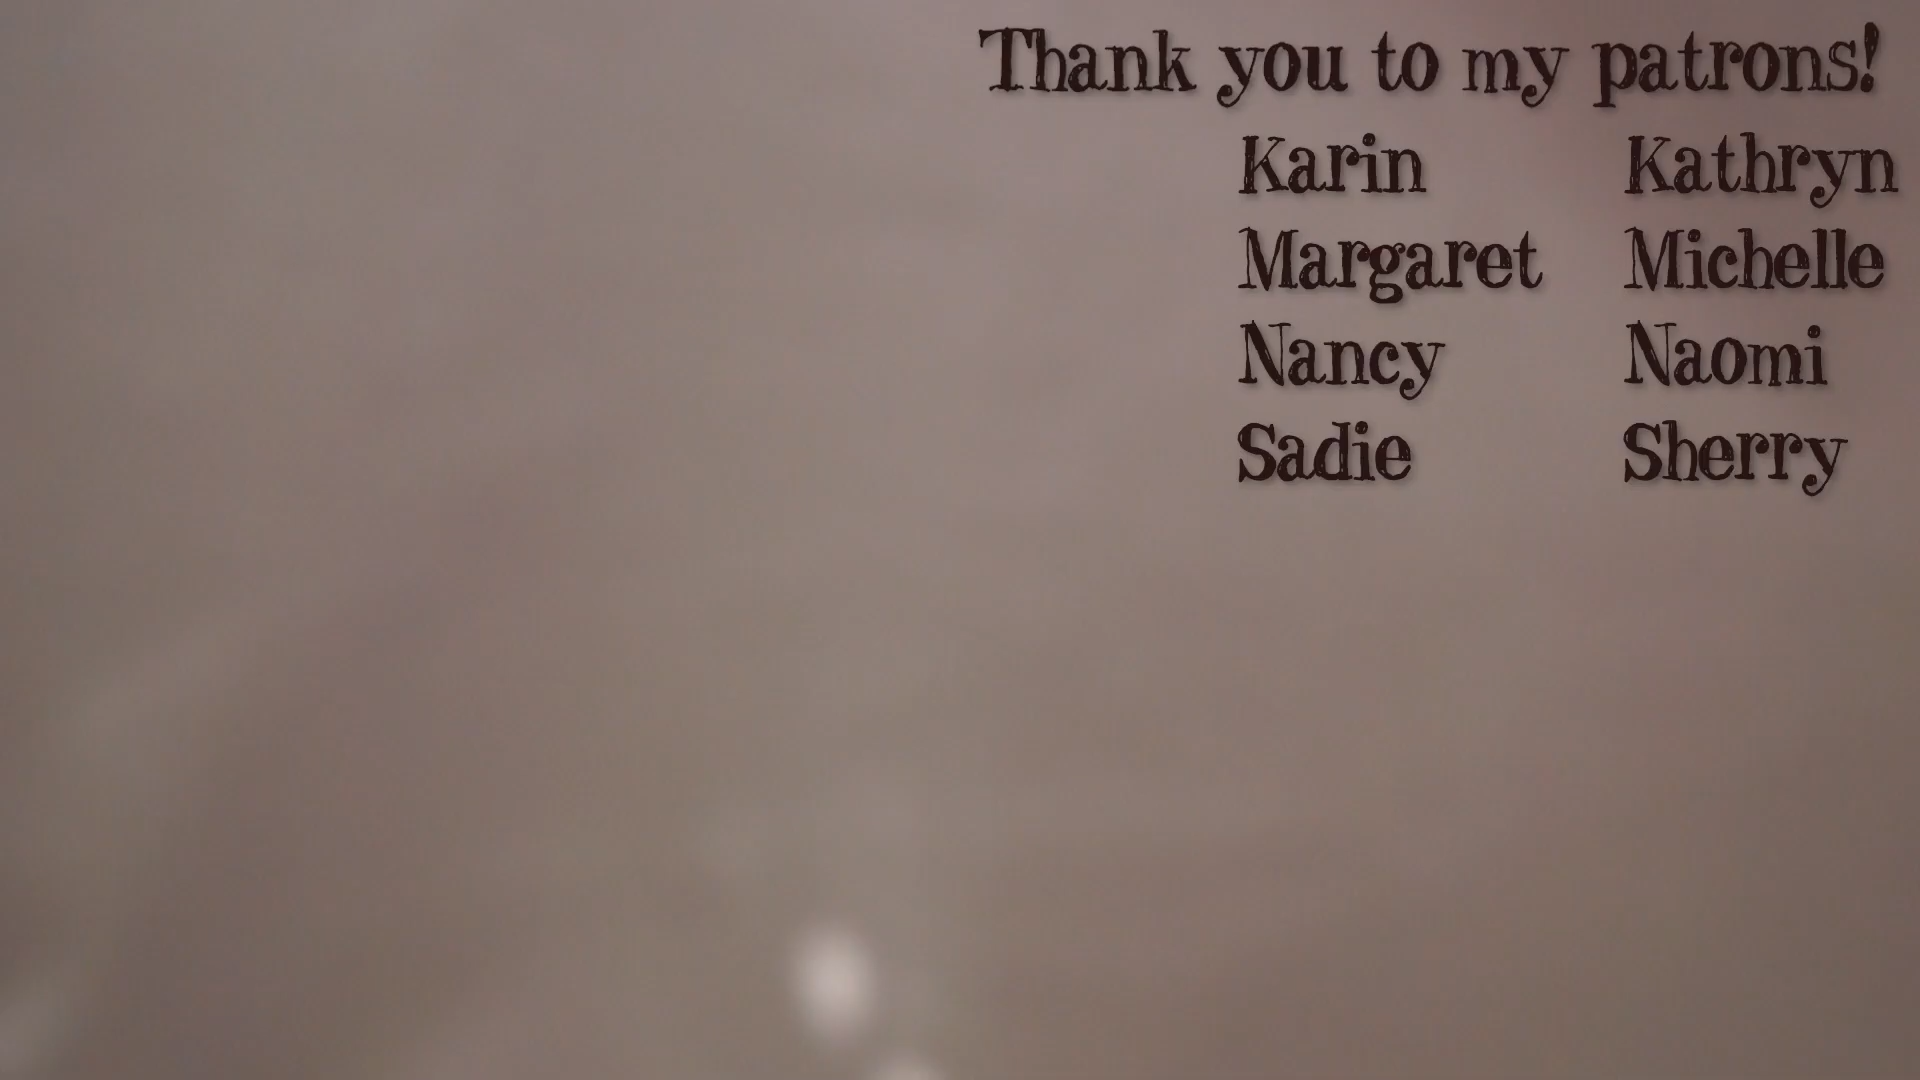 Thank you to my patrons!
Karin Kathryn
Margaret Michelle
Nancy Naomi
Sadie Sherry